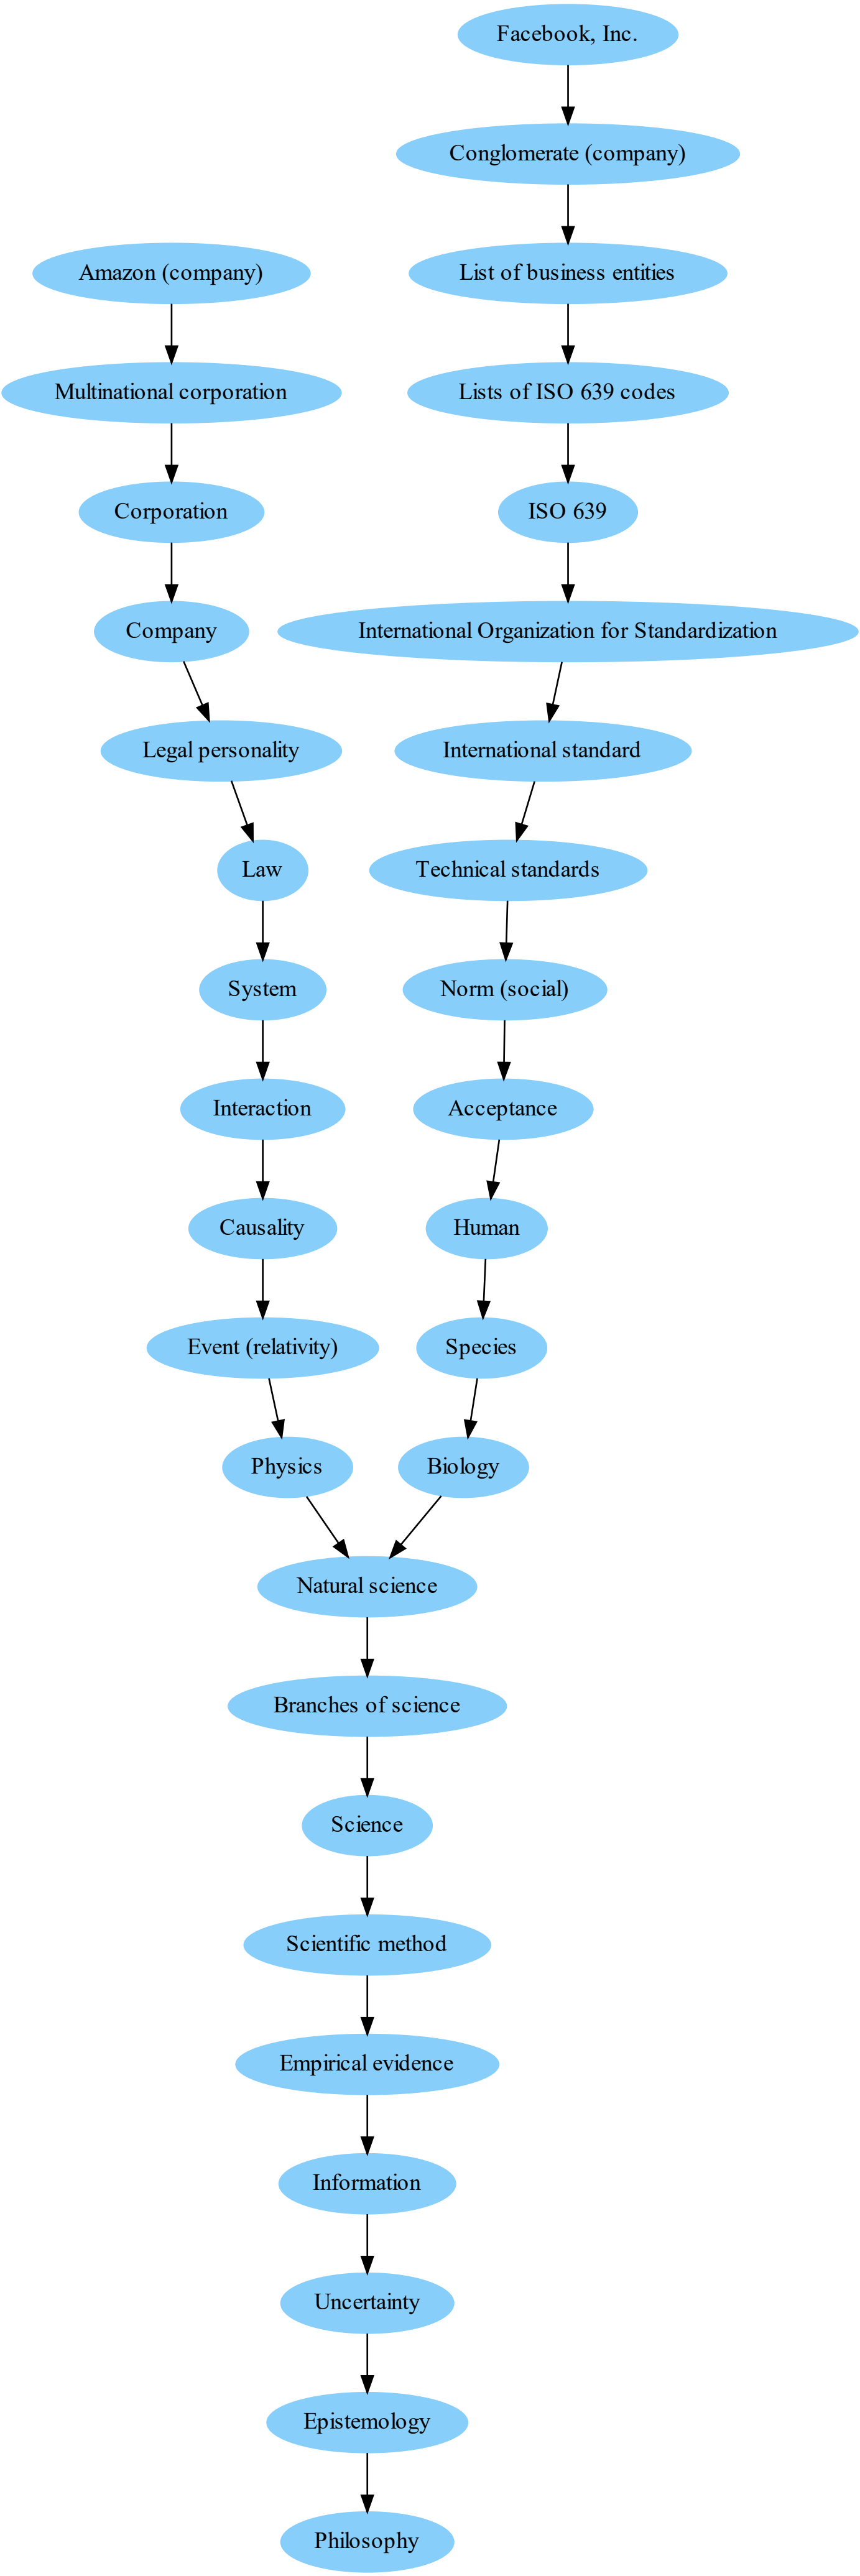 Facebook, Inc.
Conglomerate (company)
Amazon (company)
List of business entities
Multinational corporation
Lists of ISO 639 codes
Corporation
ISO 639
Company
International Organization for Standardization
Legal personality
International standard
Law
Technical standards
System
Norm (social)
Interaction
Acceptance
Causality
Human
Event (relativity)
Species
Physics
Biology
Natural science
Branches of science
Science
Scientific method
Empirical evidence
Information
Uncertainty
Epistemology
Philosophy